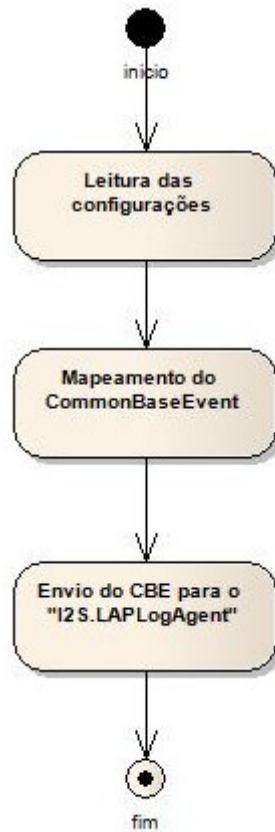 inicio
Leitura das
configurações
Mapeamento do
CommonBaseEvent
Envio do CBE para o
"I2S.LAPLogAgent"
fim